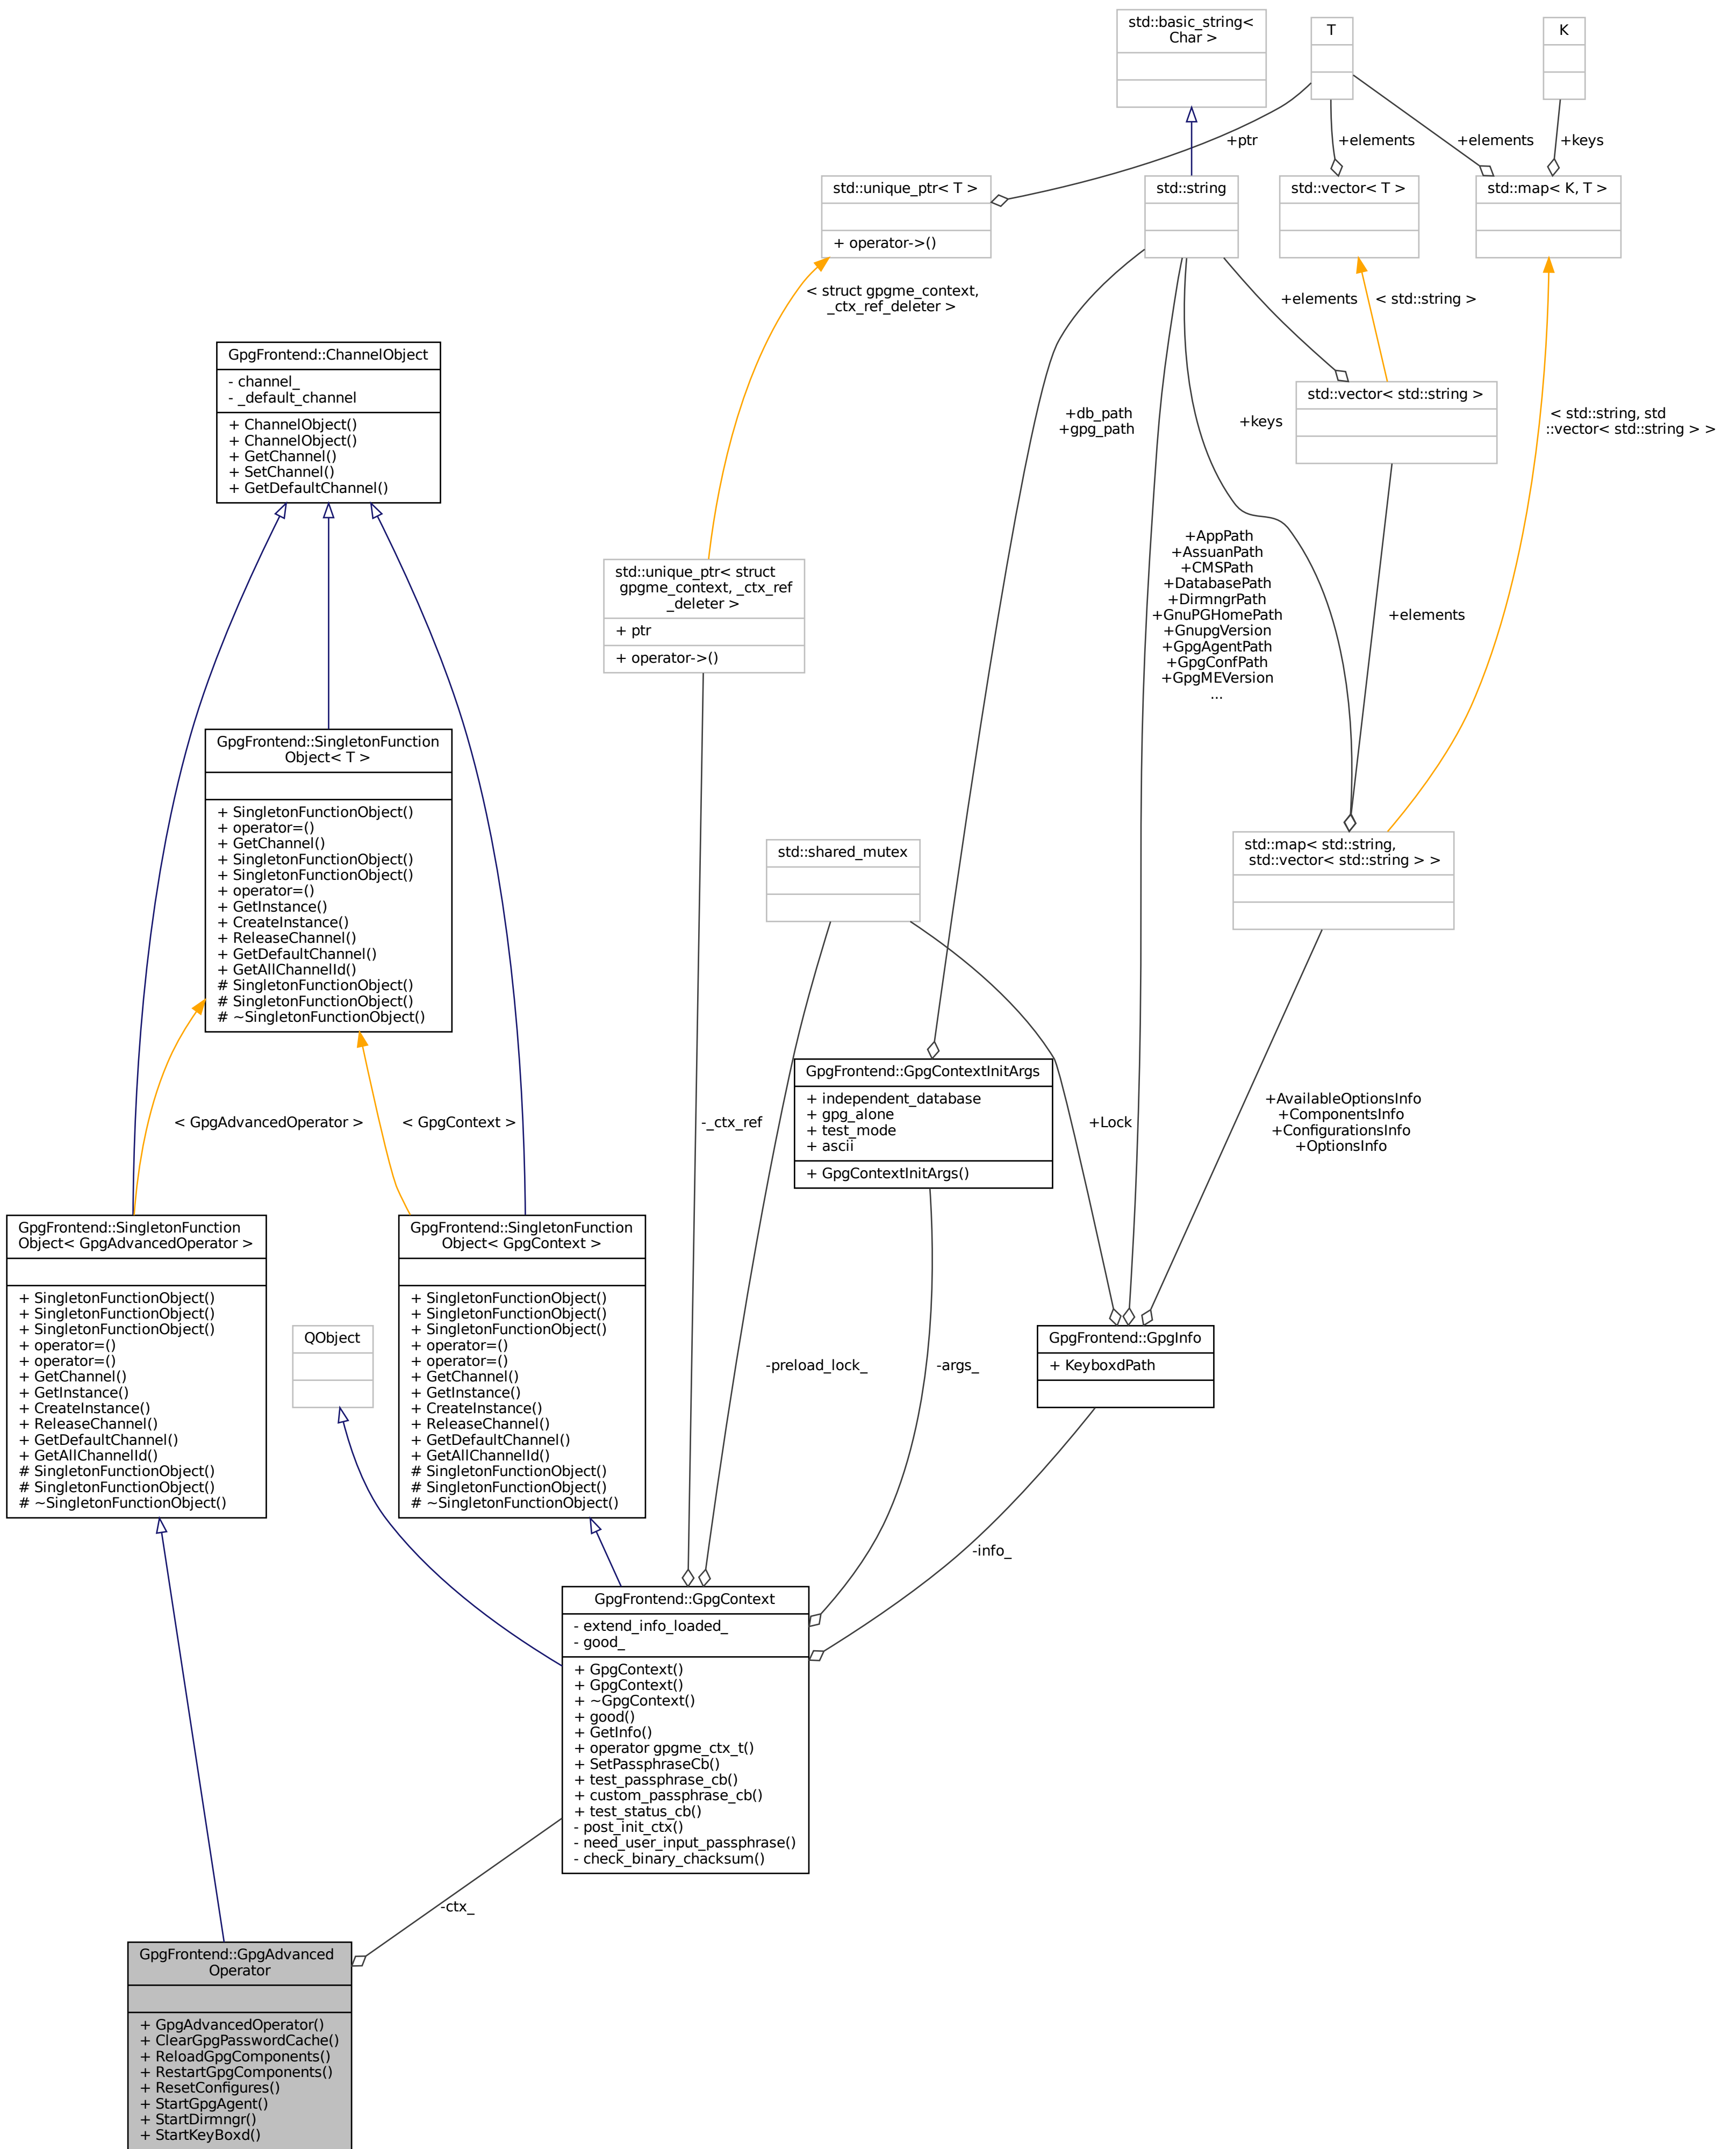 std::basic_string<
Char >
T
K
+ptr
+elements
+elements
+keys
std::unique_ptr< T >
+ operator->()
std::string
std::vector< T >
std::map< K, T >
< struct gpgme_context,
_ctx_ref_deleter >
+elements
< std::string >
GpgFrontend::ChannelObject
- channel_
- _default_channel
+ ChannelObject()
+ ChannelObject()
+ GetChannel()
+ SetChannel()
+ GetDefaultChannel()
+db_path
+gpg_path
+keys
std::vector< std::string >
< std::string, std
::vector< std::string > >
std::unique_ptr< struct
gpgme_context, _ctx_ref
_deleter >
+ ptr
+ operator->()
+AppPath
+AssuanPath
+CMSPath
+DatabasePath
+DirmngrPath
+GnuPGHomePath
+GnupgVersion
+GpgAgentPath
+GpgConfPath
+GpgMEVersion
...
+elements
GpgFrontend::SingletonFunction
Object< T >
+ SingletonFunctionObject()
+ operator=()
+ GetChannel()
+ SingletonFunctionObject()
+ SingletonFunctionObject()
+ operator=()
+ GetInstance()
+ CreateInstance()
+ ReleaseChannel()
+ GetDefaultChannel()
+ GetAllChannelId()
# SingletonFunctionObject()
# SingletonFunctionObject()
# ~SingletonFunctionObject()
std::shared_mutex
std::map< std::string,
std::vector< std::string > >
< GpgAdvancedOperator >
< GpgContext >
-_ctx_ref
GpgFrontend::GpgContextInitArgs
+ independent_database
+ gpg_alone
+ test_mode
+ ascii
+ GpgContextInitArgs()
+Lock
+AvailableOptionsInfo
+ComponentsInfo
+ConfigurationsInfo
+OptionsInfo
GpgFrontend::SingletonFunction
Object< GpgAdvancedOperator >
+ SingletonFunctionObject()
+ SingletonFunctionObject()
+ SingletonFunctionObject()
+ operator=()
+ operator=()
+ GetChannel()
+ GetInstance()
+ CreateInstance()
+ ReleaseChannel()
+ GetDefaultChannel()
+ GetAllChannelId()
# SingletonFunctionObject()
# SingletonFunctionObject()
# ~SingletonFunctionObject()
QObject
GpgFrontend::SingletonFunction
Object< GpgContext >
+ SingletonFunctionObject()
+ SingletonFunctionObject()
+ SingletonFunctionObject()
+ operator=()
+ operator=()
+ GetChannel()
+ GetInstance()
+ CreateInstance()
+ ReleaseChannel()
+ GetDefaultChannel()
+ GetAllChannelId()
# SingletonFunctionObject()
# SingletonFunctionObject()
# ~SingletonFunctionObject()
-preload_lock_
-args_
GpgFrontend::GpgInfo
+ KeyboxdPath
-info_
GpgFrontend::GpgContext
- extend_info_loaded_
- good_
+ GpgContext()
+ GpgContext()
+ ~GpgContext()
+ good()
+ GetInfo()
+ operator gpgme_ctx_t()
+ SetPassphraseCb()
+ test_passphrase_cb()
+ custom_passphrase_cb()
+ test_status_cb()
- post_init_ctx()
- need_user_input_passphrase()
- check_binary_chacksum()
-ctx_
GpgFrontend::GpgAdvanced
Operator
+ GpgAdvancedOperator()
+ ClearGpgPasswordCache()
+ ReloadGpgComponents()
+ RestartGpgComponents()
+ ResetConfigures()
+ StartGpgAgent()
+ StartDirmngr()
+ StartKeyBoxd()